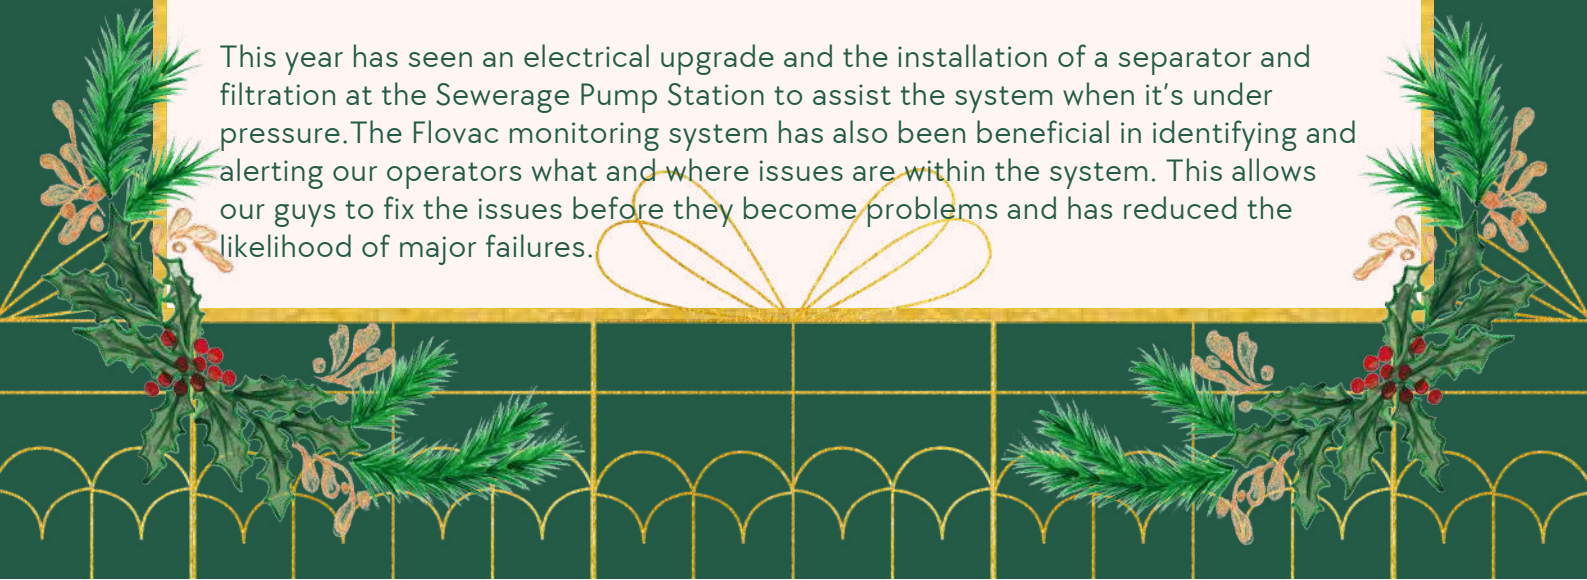 This year has seen an electrical upgrade and the installation of a separator and
filtration at the Sewerage Pump Station to assist the system when it's under
pressure.The Flovac monitoring system has also been beneficial in identifying and
alerting our operators what and where issues are within the system. This allows
our guys to fix the issues before they become problems and has reduced the
likelihood of major failures.